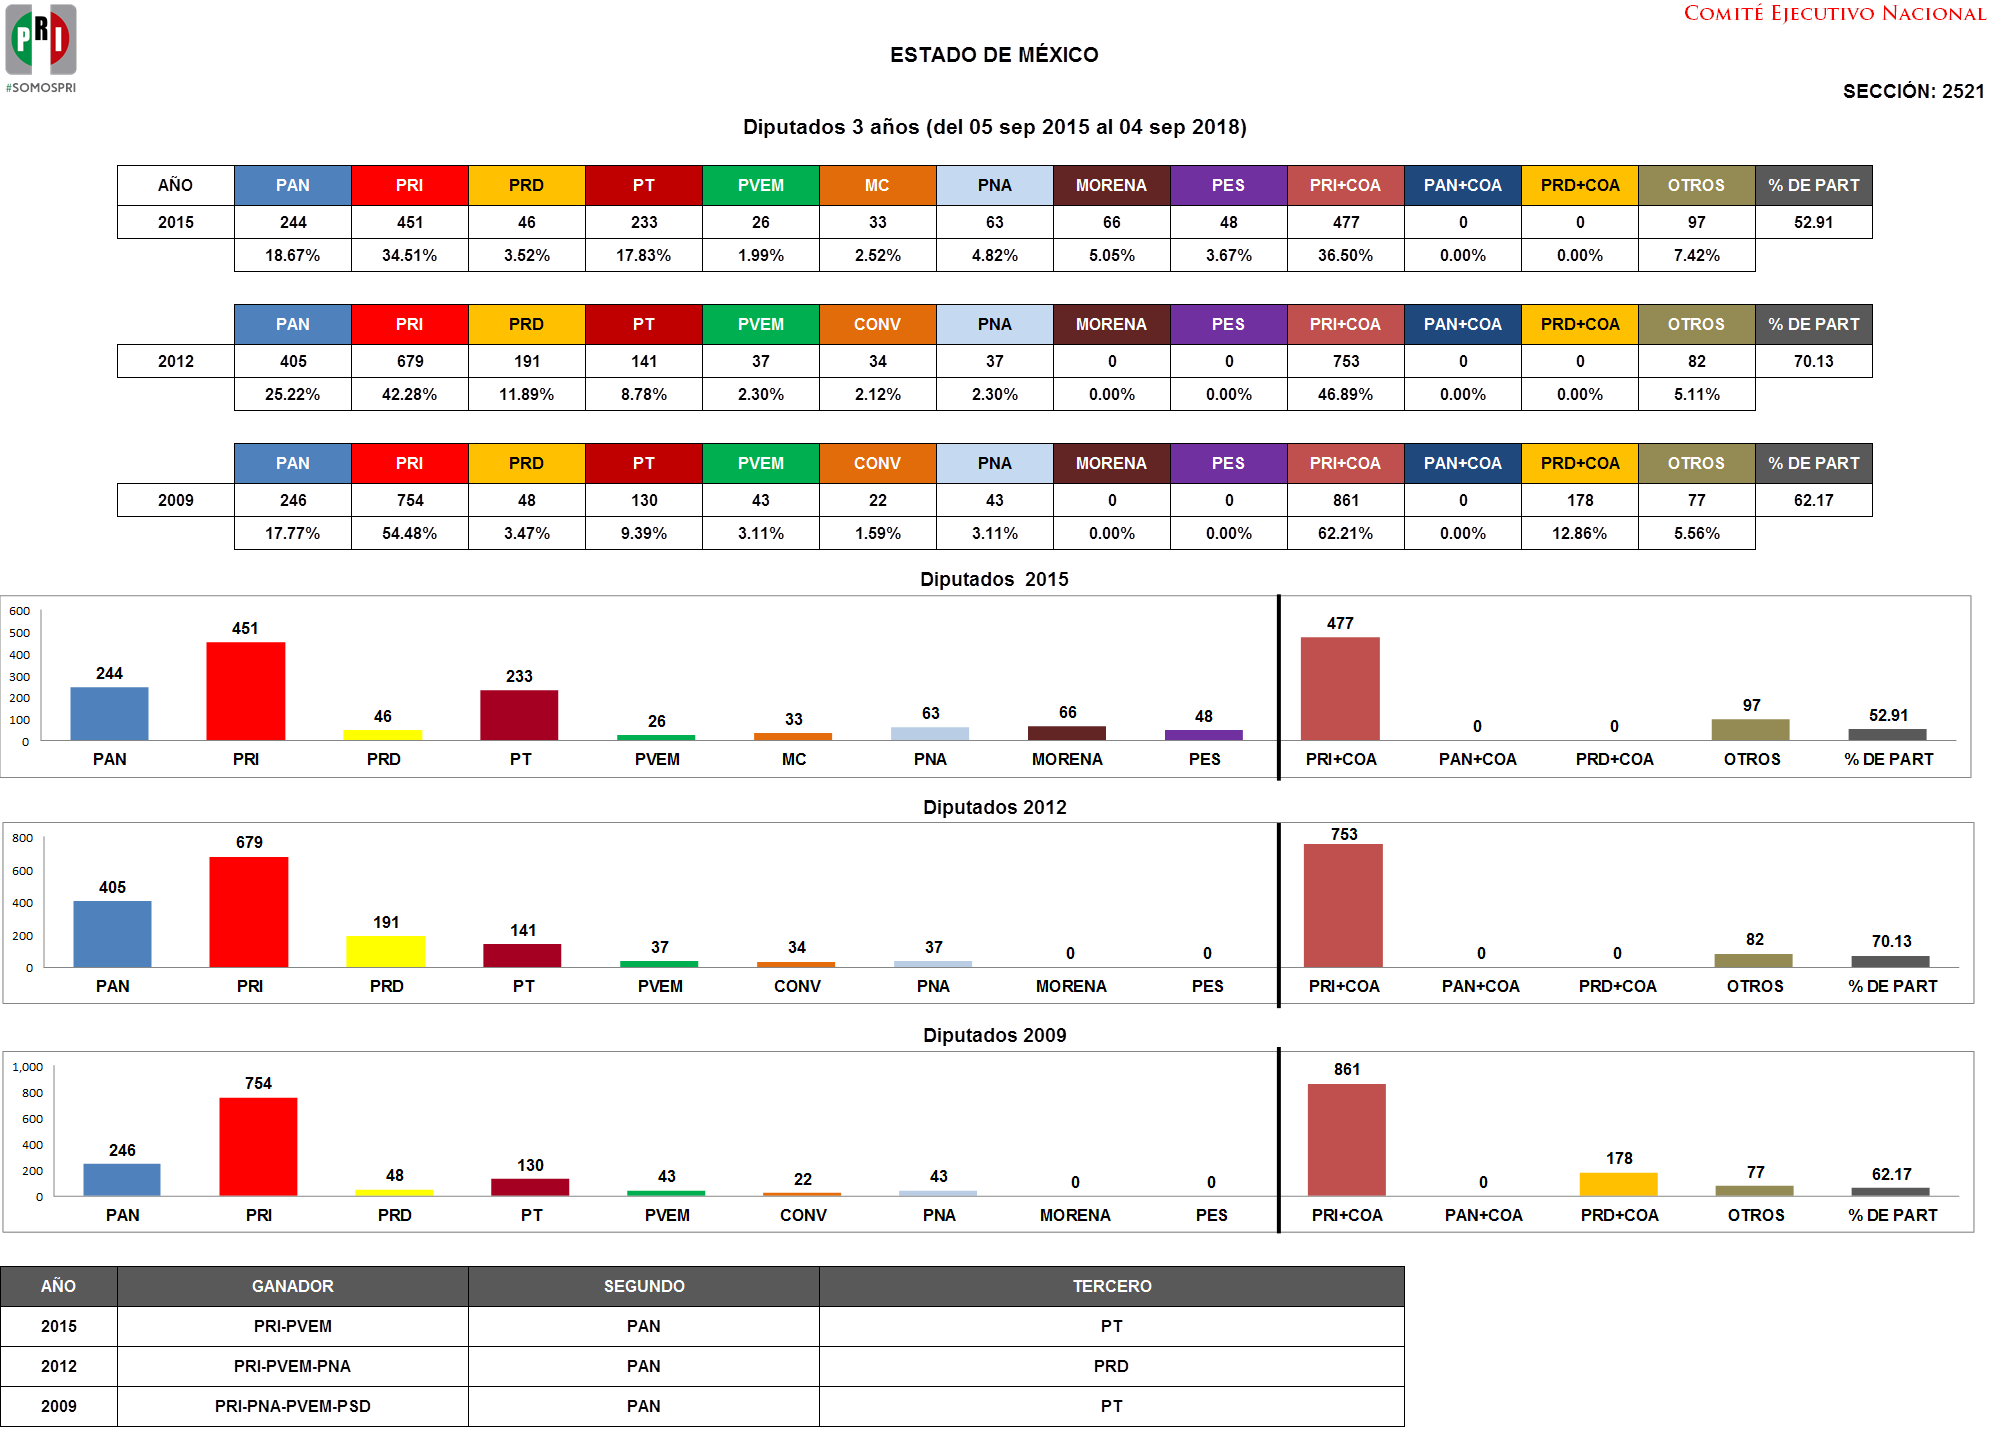 PRI
#SOMOSPRI
COMITÉ EJECUTIVO NACIONAL
ESTADO DE MÉXICO
SECCIÓN: 2521
Diputados 3 años (del 05 sep 2015 al 04 sep 2018)
AÑO PAN PRI PRD PT PVEM MC PNA MORENA PES PRI+COA PAN+COA PRD+COA OTROS % DE PART
2015 244 451 46 233 26 33 63 66 48 477 0 0 97 52.91
18.67% 34.51% 3.52% 17.83% 1.99% 2.52% 4.82% 5.05% 3.67% 36.50% 0.00% 0.00% 7.42%
PAN PRI PRD PT PVEM CONV PNA MORENA PES PRI+COA PAN+COA PRD+COA OTROS % DE PART
2012 405 679 191 141 37 34 37 0 0 753 0 0 82 70.13
25.22% 42.28% 11.89% 8.78% 2.30% 2.12% 2.30% 0.00% 0.00% 46.89% 0.00% 0.00% 5.11%
PAN PRI PRD PT PVEM CONV PNA MORENA PES PRI+COA PAN+COA PRD+COA OTROS % DE PART
2009 246 754 48 130 43 22 43 0 0 861 0 178 77 62.17
17.77% 54.48% 3.47% 9.39% 3.11% 1.59% 3.11% 0.00% 0.00% 62.21% 0.00% 12.86% 5.56%
Diputados 2015
600
500
400
300
200
100
0
244 451 46 233 26 33 63 66 48 477 0 0 97 52.91
PAN PRI PRD PT PVEM MC PNA MORENA PES PRI+COA PAN+COA PRD+COA OTROS % DE PART
Diputados 2012
800
600
400
200
0
405 679 191 141 37 34 37 0 0 753 0 0 82 70.13
PAN PRI PRD PT PVEM CONV PNA MORENA PES PRI+COA PAN+COA PRD+COA OTROS % DE PART
Diputados 2009
1,000
800
600
400
200
0
246 754 48 130 43 22 43 0 0 861 0 178 77 62.17
PAN PRI PRD PT PVEM CONV PNA MORENA PES PRI+COA PAN+COA PRD+COA OTROS % DE PART
AÑO GANADOR SEGUNDO TERCERO
2015 PRI-PVEM PAN PT
2012 PRI-PVEM-PNA PAN PRD
2009 PRI-PNA-PVEM-PSD PAN PT